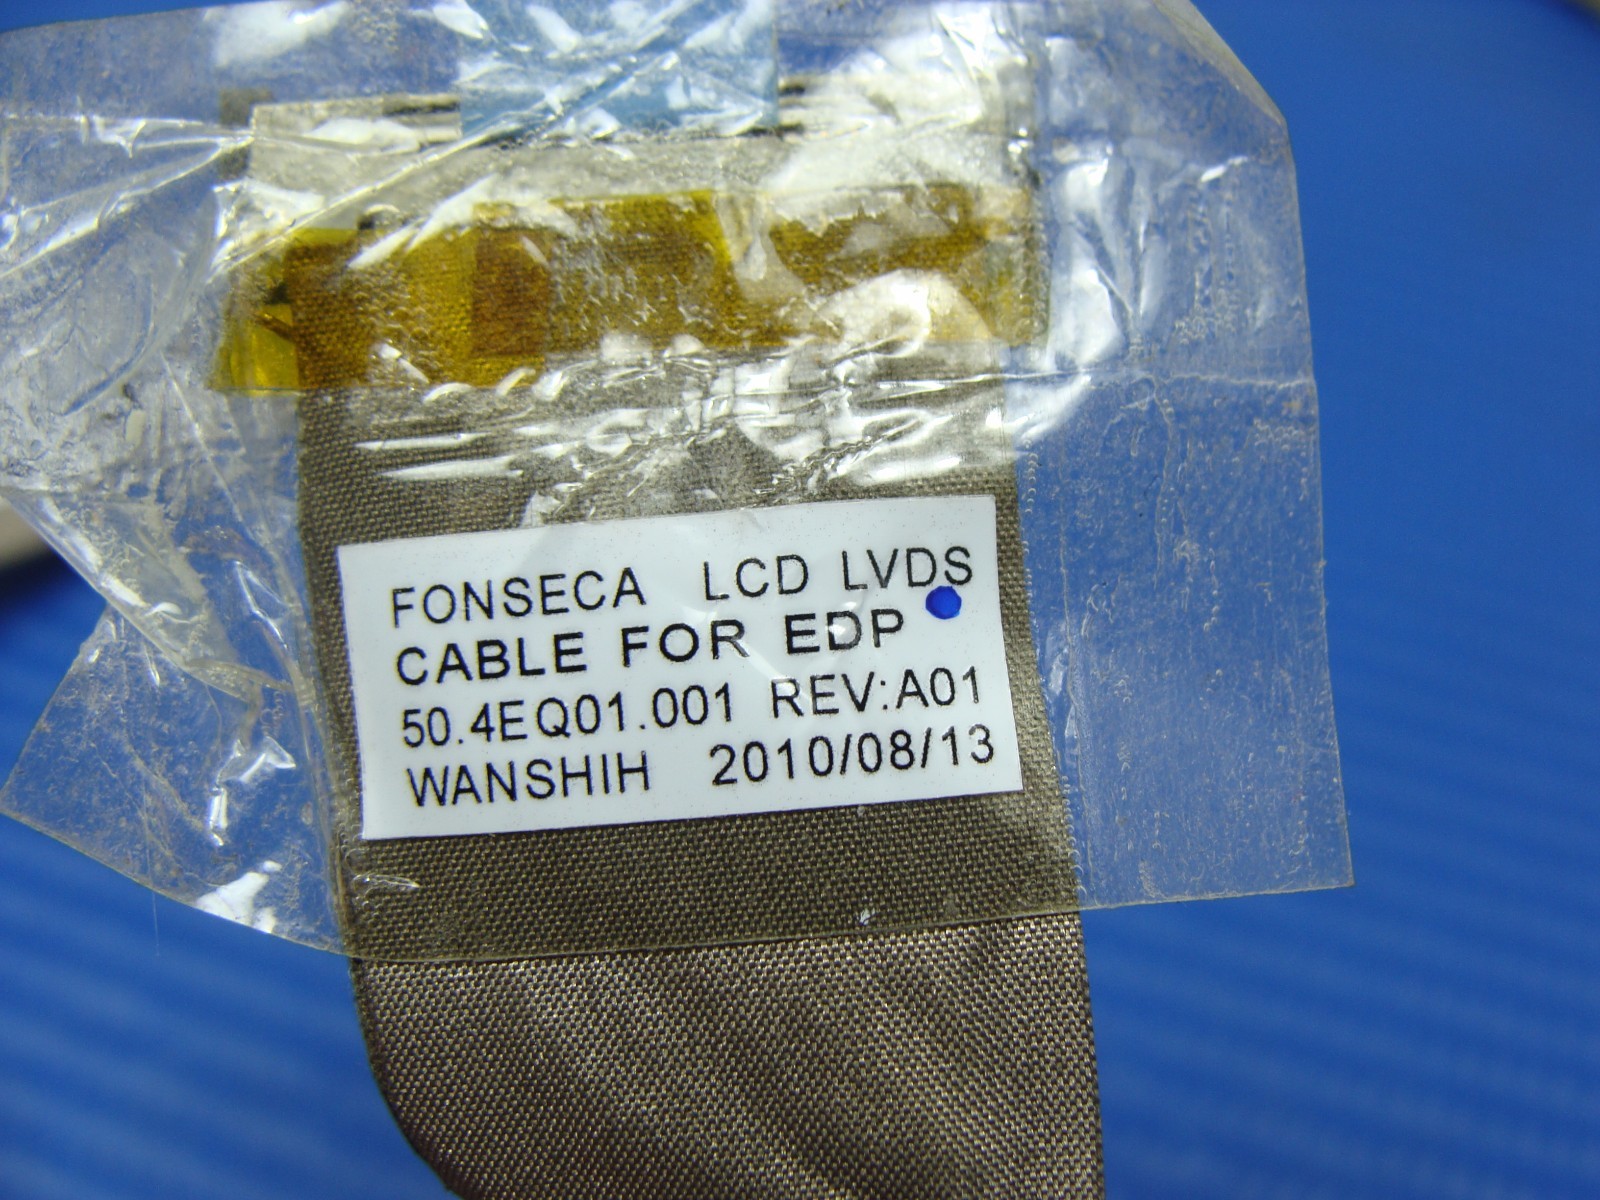 FONSECA LCD LVDS
CABLE FOR EDP
50.4EQ01.001 REV:A01
WANSHIH 2010/08/13